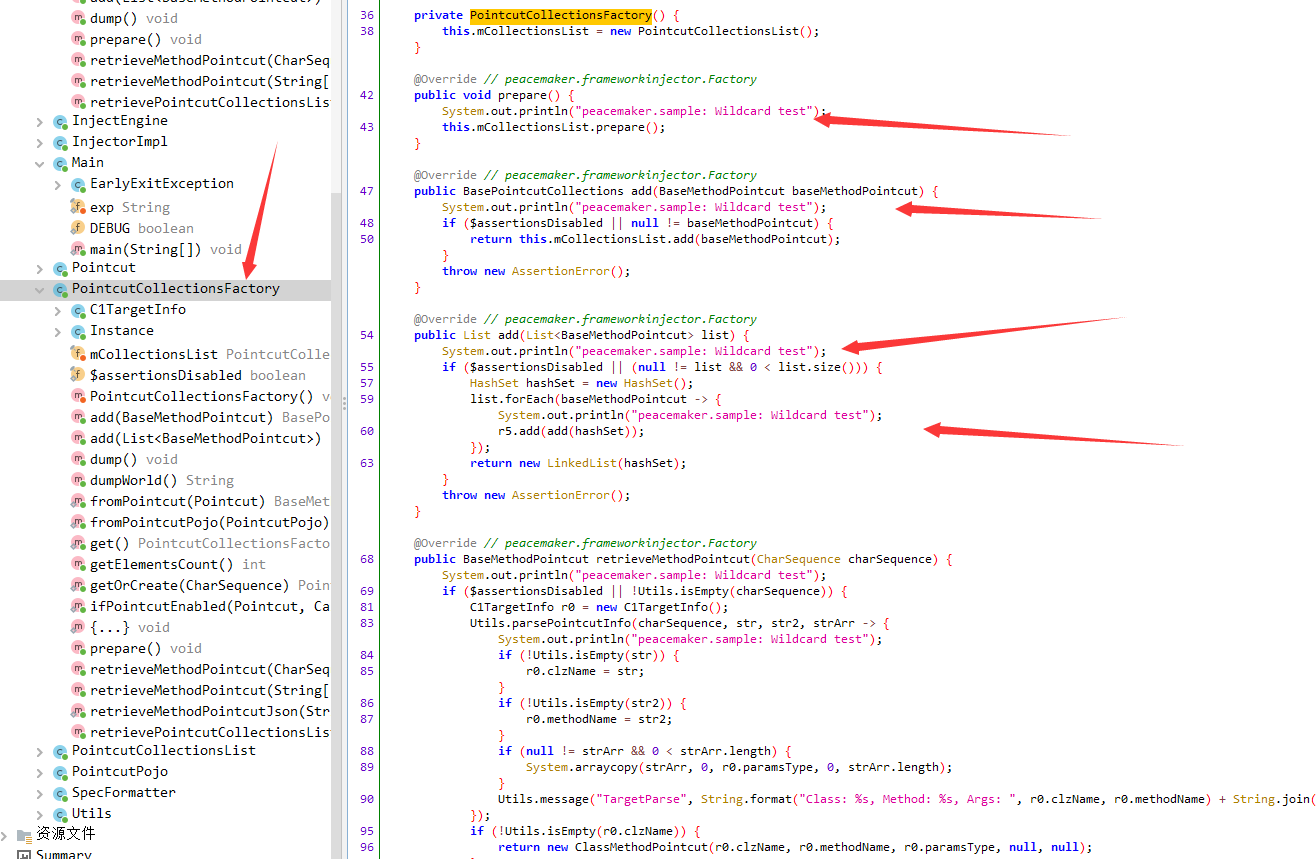 add(List<BaseMethodPointcut>) v
dump() void
prepare() void
retrieveMethodPointcut(CharSeq
retrieveMethodPointcut(String[
retrievePointcutCollectionsLis
InjectEngine
InjectorImpl
Main
EarlyExitException
exp String
DEBUG boolean
main(String[]) void
Pointcut
PointcutCollectionsFactory
C1TargetInfo
Instance
mCollectionsList PointcutColle
$assertionsDisabled boolean
PointcutCollectionsFactory() v
add(BaseMethodPointcut) BasePo
add(List<BaseMethodPointcut>)
dump() void
dumpWorld() String
fromPointcut(Pointcut) BaseMet
fromPointcutPojo(PointcutPojo)
get() PointcutCollectionsFacto
getElementsCount() int
getOrCreate(CharSequence) Poin
ifPointcutEnabled(Pointcut, Ca
{...} void
prepare() void
retrieveMethodPointcut(CharSeq
retrieveMethodPointcut(String[
retrieveMethodPointcutJson(Str
retrievePointcutCollectionsLis
PointcutCollectionsList
PointcutPojo
SpecFormatter
Utils
资源文件
Summary
36 private PointcutCollectionsFactory() {
38 this.mCollectionsList = new PointcutCollectionsList();
}
@Override // peacemaker.frameworkinjector.Factory
42 public void prepare() {
System.out.println("peacemaker.sample: Wildcard test");
43 this.mCollectionsList.prepare();
}
@Override // peacemaker.frameworkinjector.Factory
47 public BasePointcutCollections add(BaseMethodPointcut baseMethodPointcut) {
System.out.println("peacemaker.sample: Wildcard test");
48 if ($assertionsDisabled || null != baseMethodPointcut) {
50 return this.mCollectionsList.add(baseMethodPointcut);
}
throw new AssertionError();
}
@Override // peacemaker.frameworkinjector.Factory
54 public List add(List<BaseMethodPointcut> list) {
System.out.println("peacemaker.sample: Wildcard test");
55 if ($assertionsDisabled || (null != list && 0 < list.size())) {
57 HashSet hashSet = new HashSet();
59 list.forEach(baseMethodPointcut -> {
System.out.println("peacemaker.sample: Wildcard test");
60 r5.add(add(hashSet));
});
63 return new LinkedList(hashSet);
}
throw new AssertionError();
}
@Override // peacemaker.frameworkinjector.Factory
68 public BaseMethodPointcut retrieveMethodPointcut(CharSequence charSequence) {
System.out.println("peacemaker.sample: Wildcard test");
69 if ($assertionsDisabled || !Utils.isEmpty(charSequence)) {
81 C1TargetInfo r0 = new C1TargetInfo();
83 Utils.parsePointcutInfo(charSequence, str, str2, strArr -> {
System.out.println("peacemaker.sample: Wildcard test");
84 if (!Utils.isEmpty(str)) {
85 r0.clzName = str;
}
86 if (!Utils.isEmpty(str2)) {
87 r0.methodName = str2;
}
88 if (null != strArr && 0 < strArr.length) {
89 System.arraycopy(strArr, 0, r0.paramsType, 0, strArr.length);
}
90 Utils.message("TargetParse", String.format("Class: %s, Method: %s, Args: ", r0.clzName, r0.methodName) + String.join(
});
95 if (!Utils.isEmpty(r0.clzName)) {
96 return new ClassMethodPointcut(r0.clzName, r0.methodName, r0.paramsType, null, null);